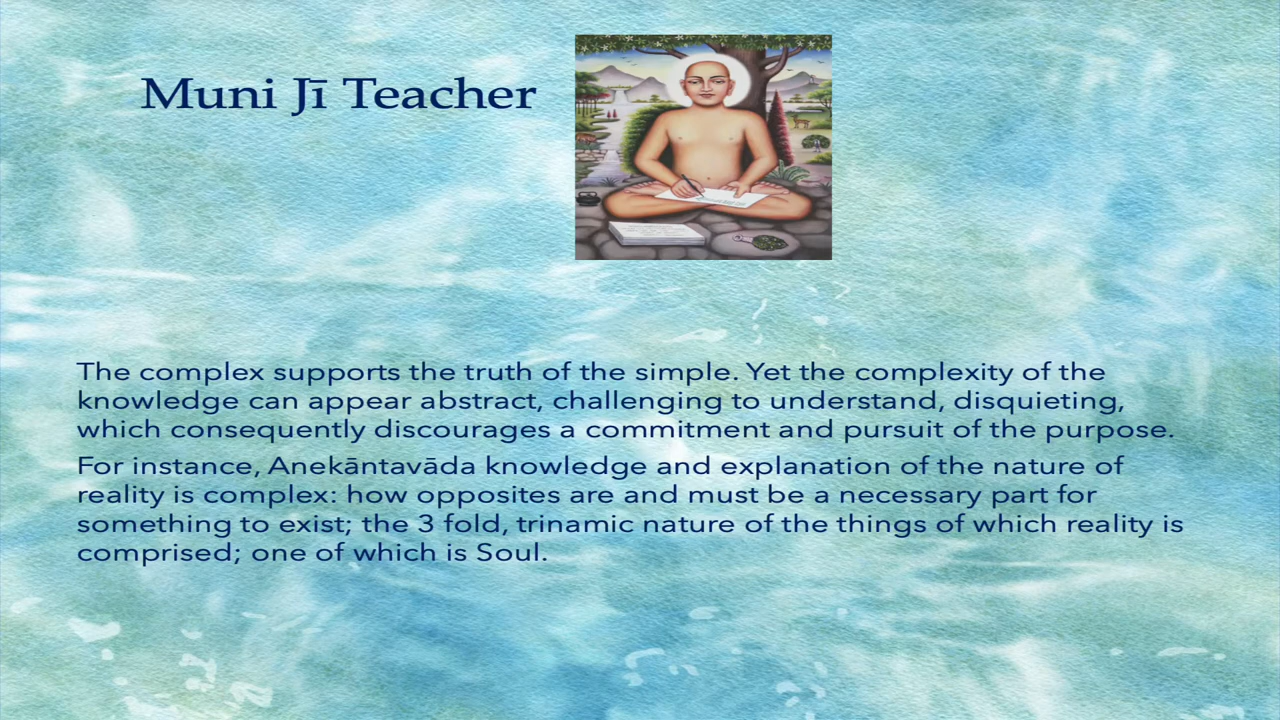 Muni Jī Teacher
The complex supports the truth of the simple. Yet the complexity of the
knowledge can appear abstract, challenging to understand, disquieting,
which consequently discourages a commitment and pursuit of the purpose.
For instance, Anekāntavāda knowledge and explanation of the nature of
reality is complex: how opposites are and must be a necessary part for
something to exist; the 3 fold, trinamic nature of the things of which reality is
comprised; one of which is Soul.